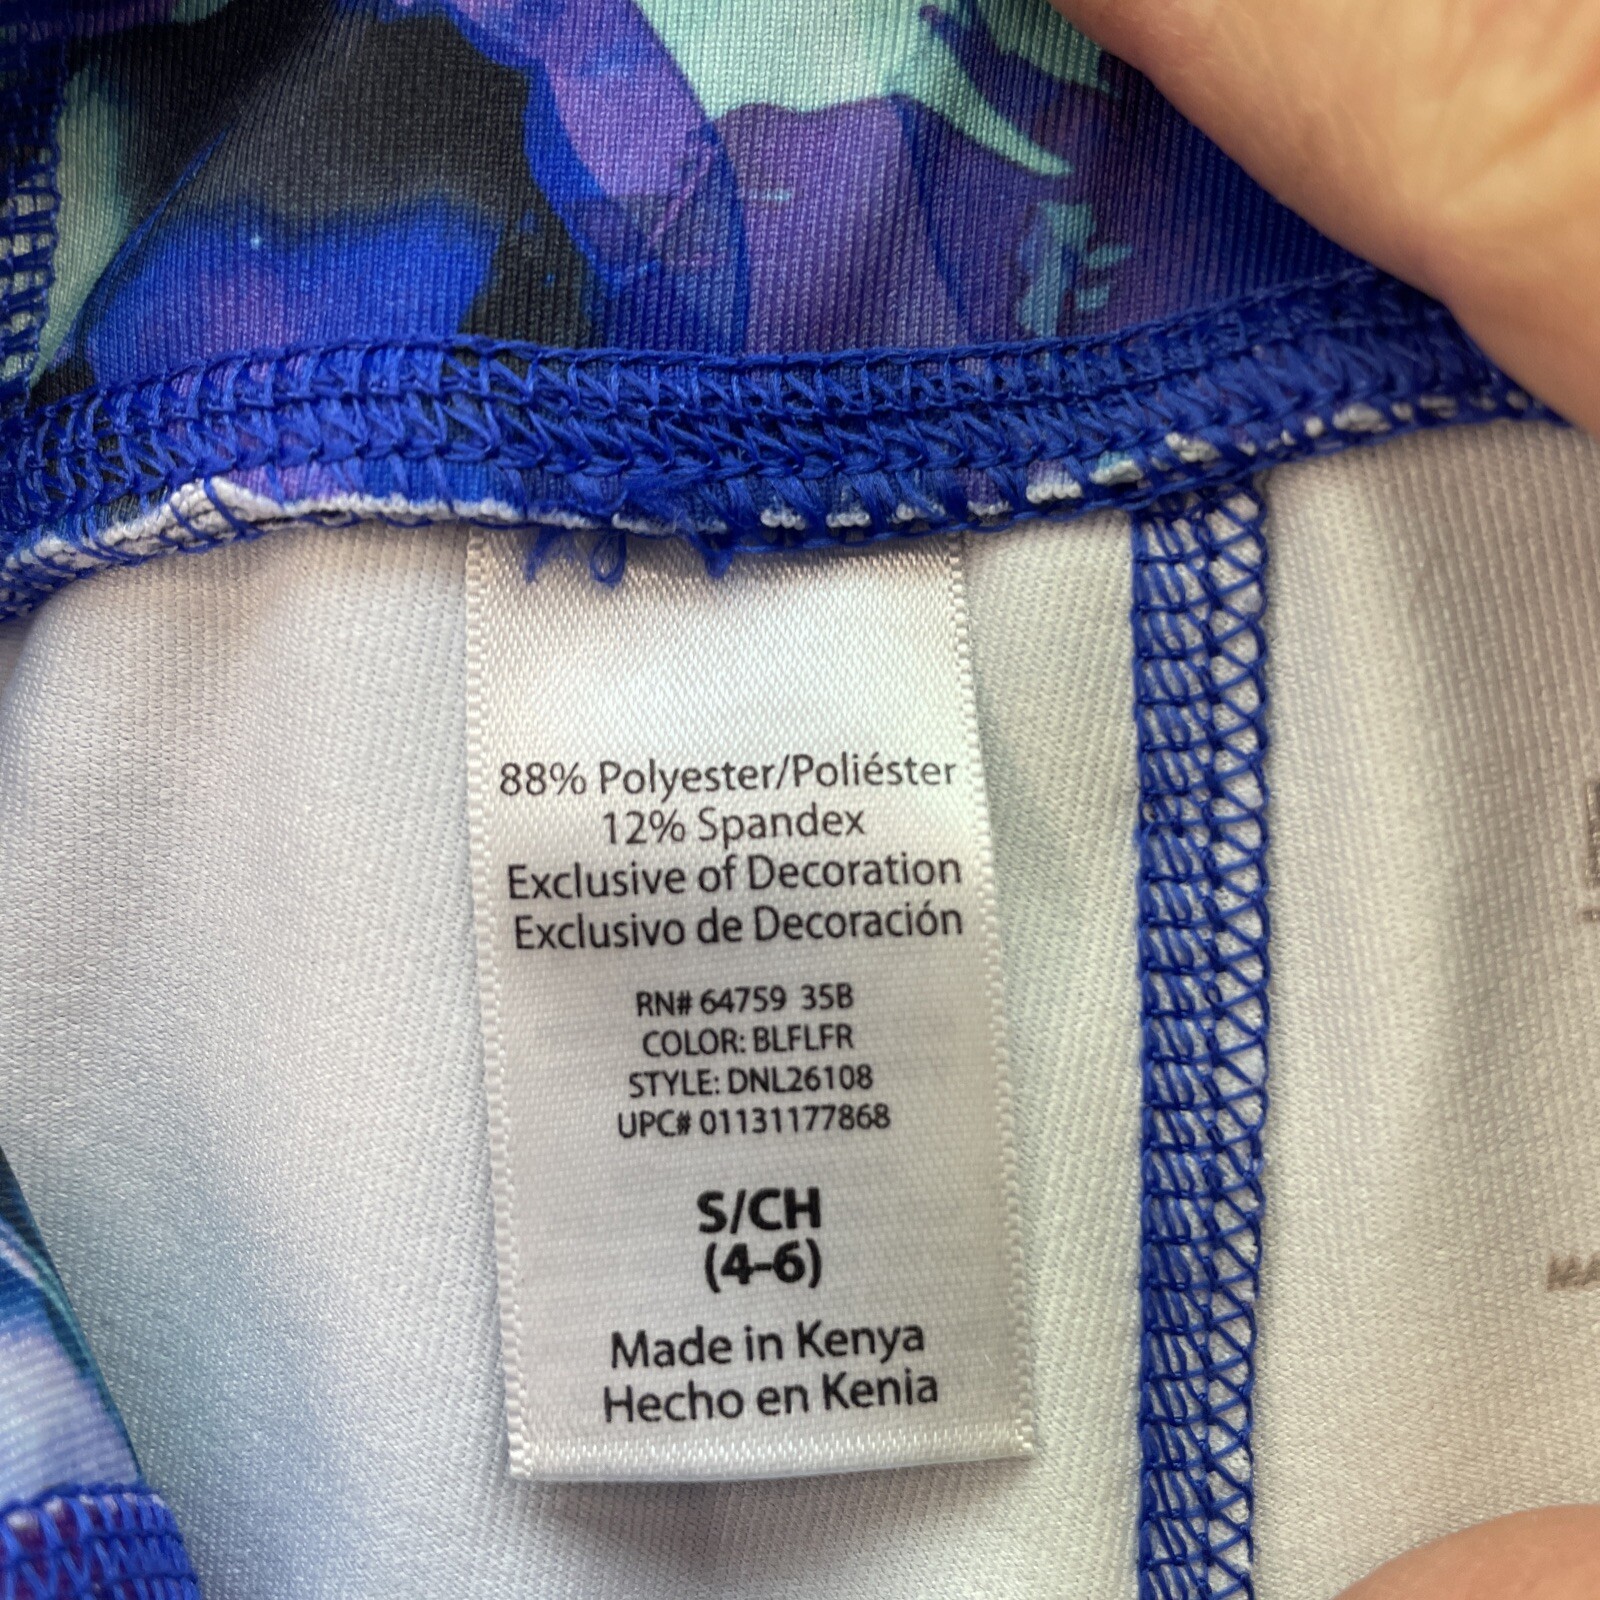 88% Polyester/Poliéster
12% Spandex
Exclusive of Decoration
Exclusivo de Decoración
RN# 64759 35B
COLOR: BLFLFR
STYLE: DNL26108
UPC# 01131177868
S/CH
(4-6)
Made in Kenya
Hecho en Kenia